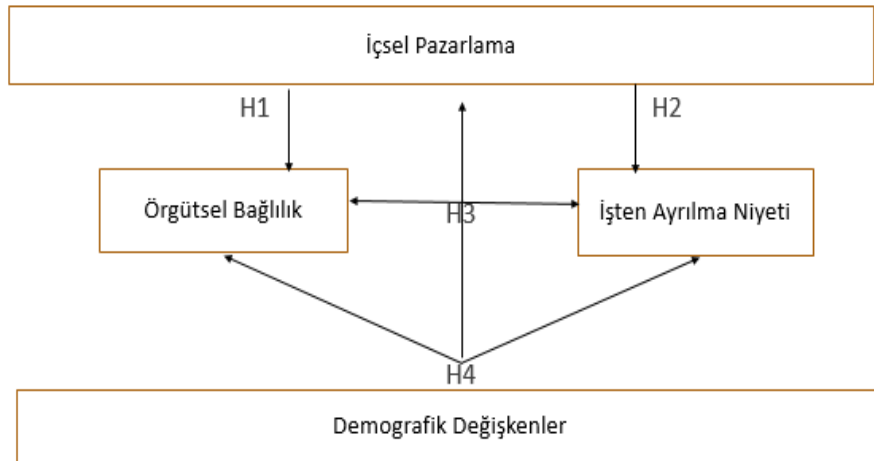 İçsel Pazarlama
H1
H2
Örgütsel Bağlılık
H3
İşten Ayrılma Niyeti
H4
Demografik Değişkenler